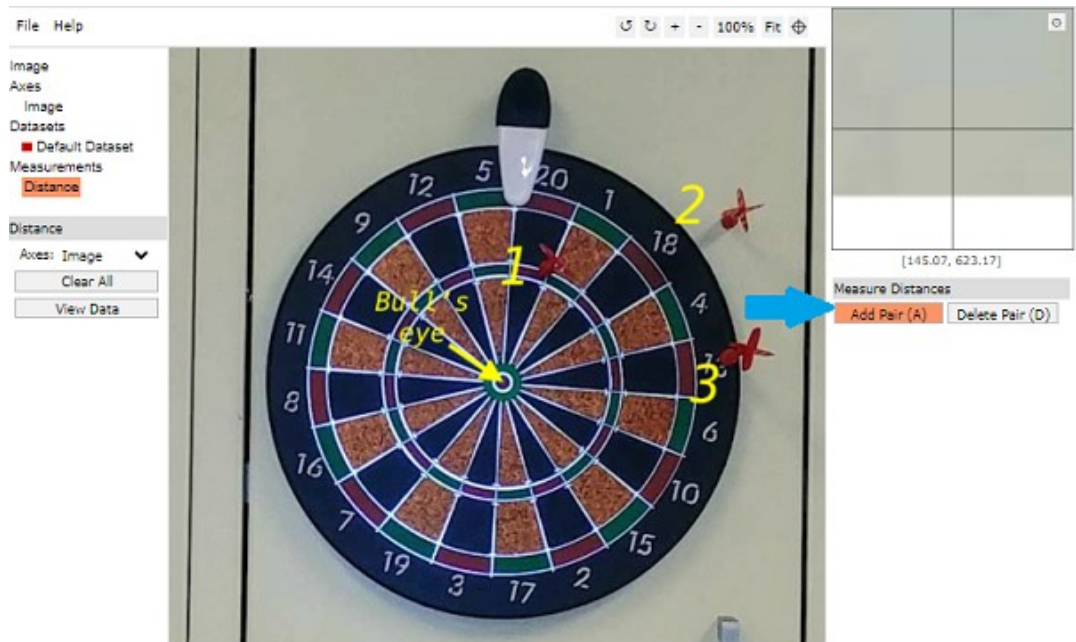 File Help
100% Fit
Image
Axes
Image
Datasets
Default Dataset
Measurements
Distance
Distance
Axes: Image
Clear All
View Data
[145.07, 623.17]
Measure Distances
Add Pair (A) Delete Pair (D)
5 20
12 1
9 18
14 4
11
8 6
16 10
7 15
19 2
3 17
1
2
3
Bull's
eye